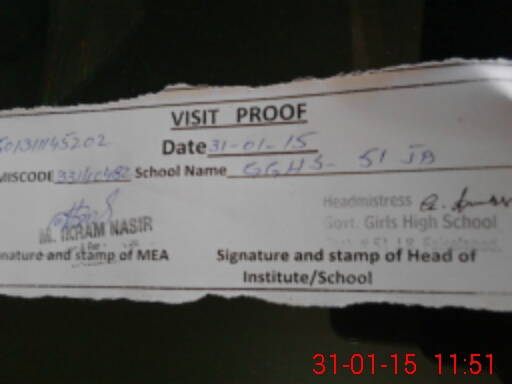 VISIT PROOF
Date 31-01-15
MISCODE 33140482 School Name GGHS- 51 JB
Headmistress
M. IKRAM NASIR
Govt. Girls High School
nature and stamp of MEA
Signature and stamp of Head of
Institute/School
31-01-15 11:51